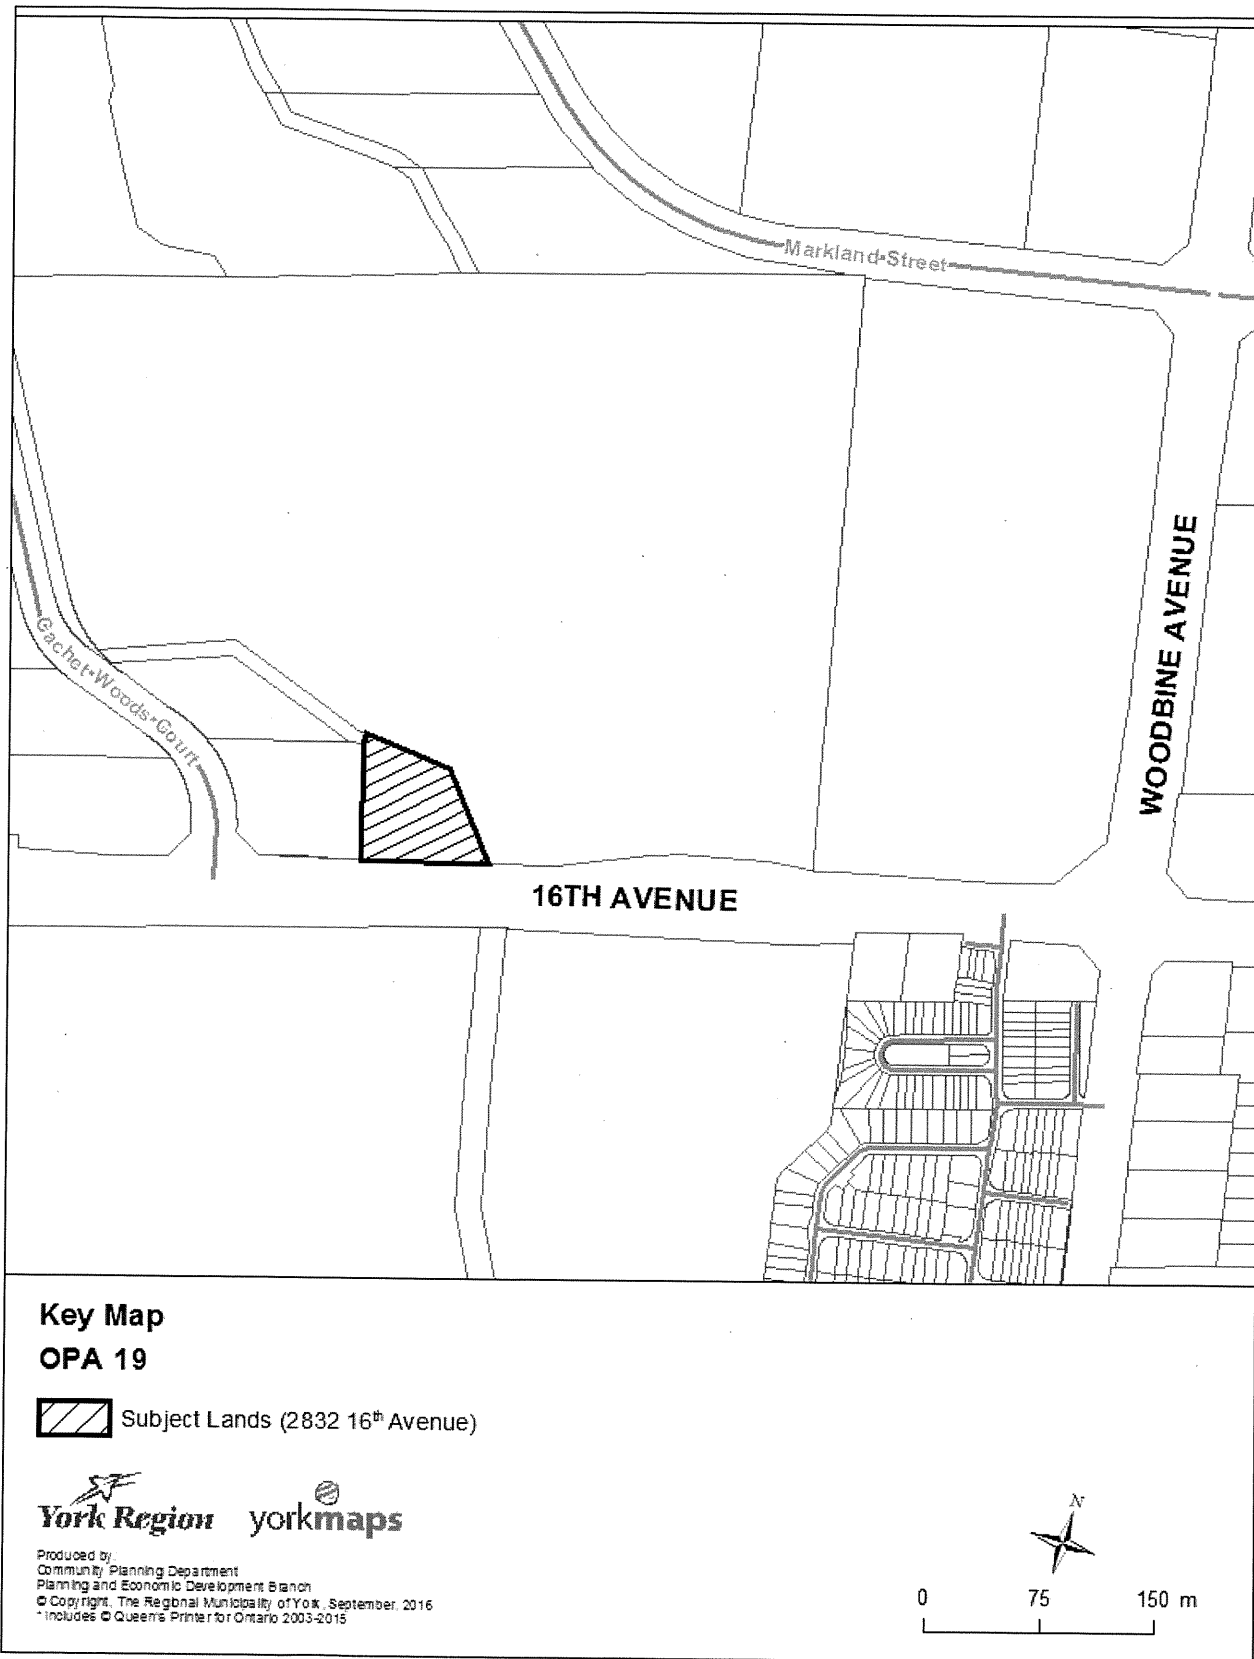 Markland Street
Cachet Woods Court
WOODBINE AVENUE
16TH AVENUE
Key Map
OPA 19
Subject Lands (2832 16th Avenue)
York Region yorkmaps
N
Produced by:
Community Planning Department
Planning and Economic Development Branch
© Copyright, The Regional Municipality of York, September, 2016
* Includes © Queen's Printer for Ontario 2003-2015
0 75 150 m